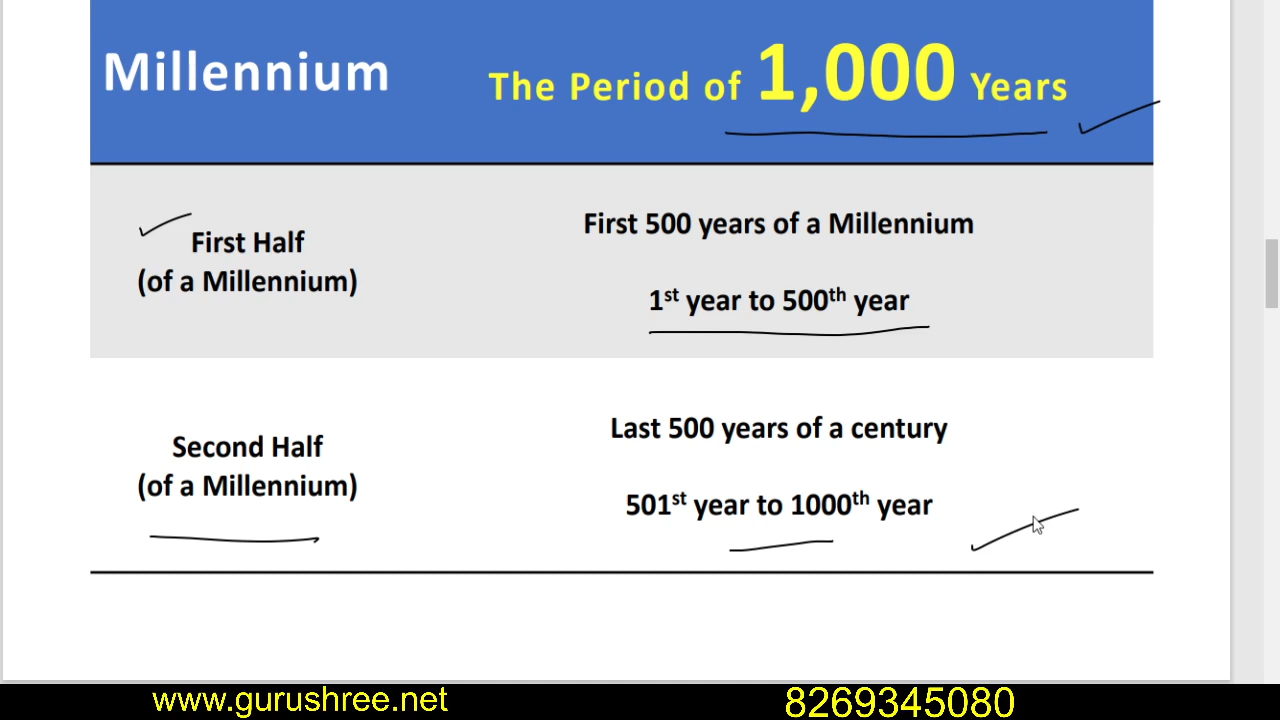 Millennium
The Period of 1,000 Years
First Half
(of a Millennium)
First 500 years of a Millennium
1st year to 500th year
Second Half
(of a Millennium)
Last 500 years of a century
501st year to 1000th year
www.gurushree.net
8269345080